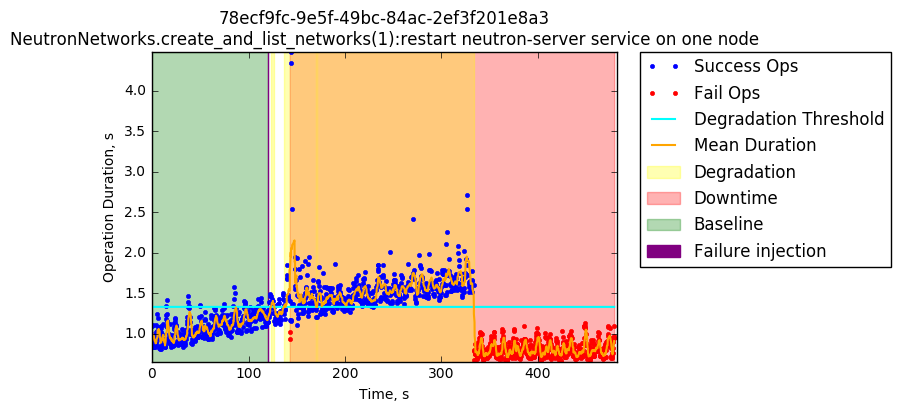 78ecf9fc-9e5f-49bc-84ac-2ef3f201e8a3
NeutronNetworks.create_and_list_networks(1):restart neutron-server service on one node
Operation Duration, s
4.0
3.5
3.0
2.5
2.0
1.5
1.0
0 100 200 300 400
Time, s
Success Ops
Fail Ops
Degradation Threshold
Mean Duration
Degradation
Downtime
Baseline
Failure injection